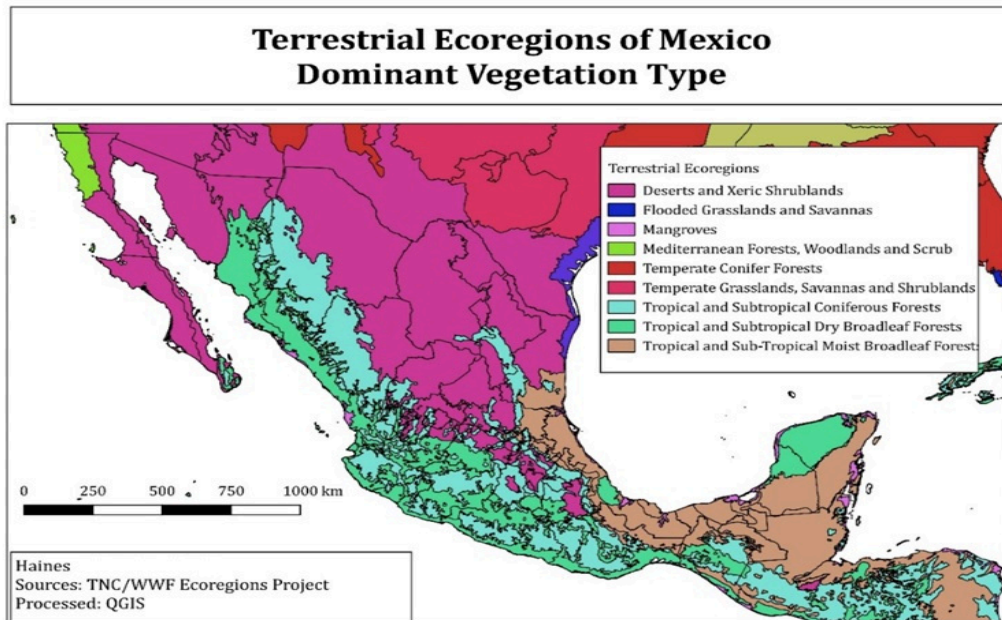 Terrestrial Ecoregions of Mexico
Dominant Vegetation Type
Terrestrial Ecoregions
Deserts and Xeric Shrublands
Flooded Grasslands and Savannas
Mangroves
Mediterranean Forests, Woodlands and Scrub
Temperate Conifer Forests
Temperate Grasslands, Savannas and Shrublands
Tropical and Subtropical Coniferous Forests
Tropical and Subtropical Dry Broadleaf Forests
Tropical and Sub-Tropical Moist Broadleaf Forests
0 250 500 750 1000 km
Haines
Sources: TNC/WWF Ecoregions Project
Processed: QGIS